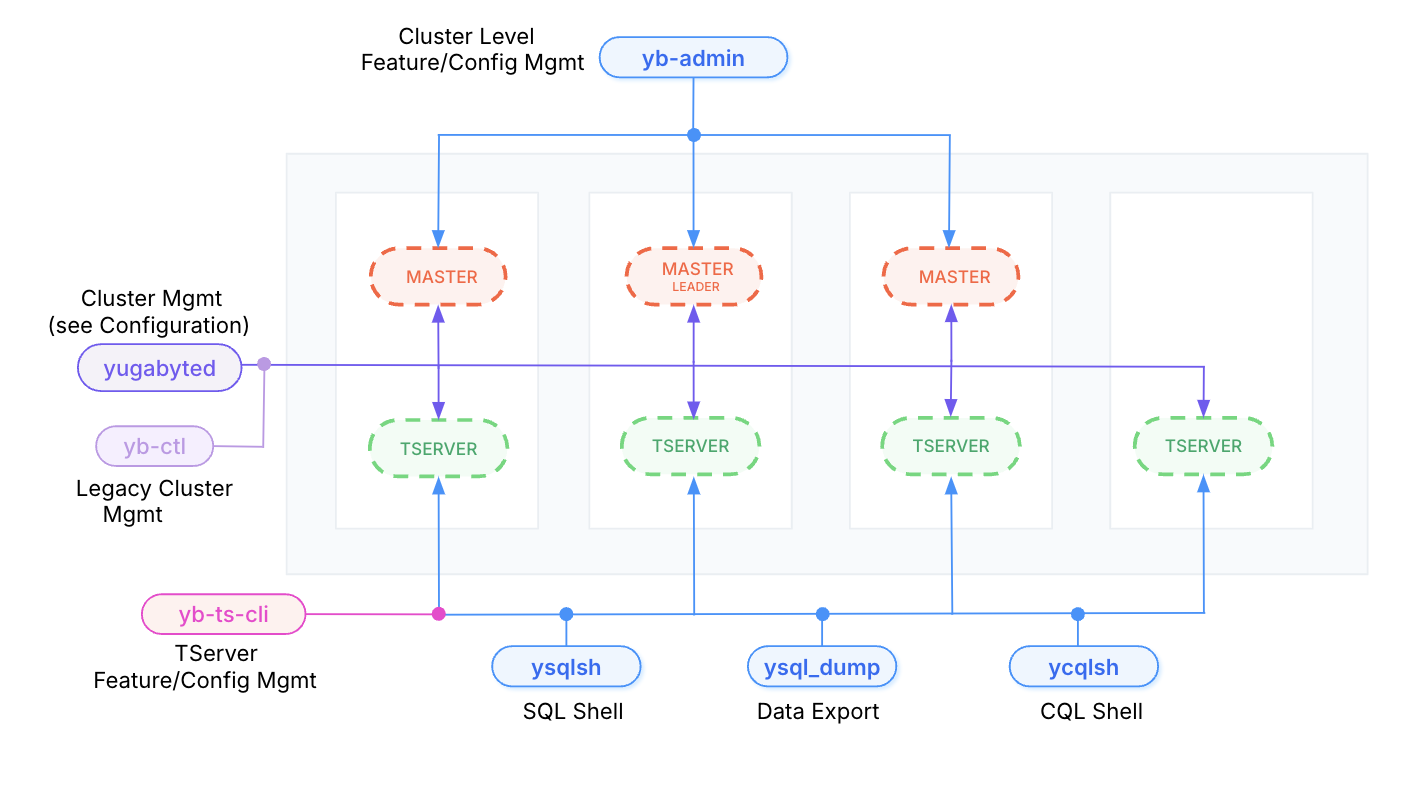 Cluster Level
Feature/Config Mgmt
yb-admin
MASTER
MASTER
LEADER
MASTER
Cluster Mgmt
(see Configuration)
yugabyted
yb-ctl
Legacy Cluster
Mgmt
TSERVER
TSERVER
TSERVER
TSERVER
yb-ts-cli
TServer
Feature/Config Mgmt
ysqlsh
SQL Shell
ysql_dump
Data Export
ycqlsh
CQL Shell